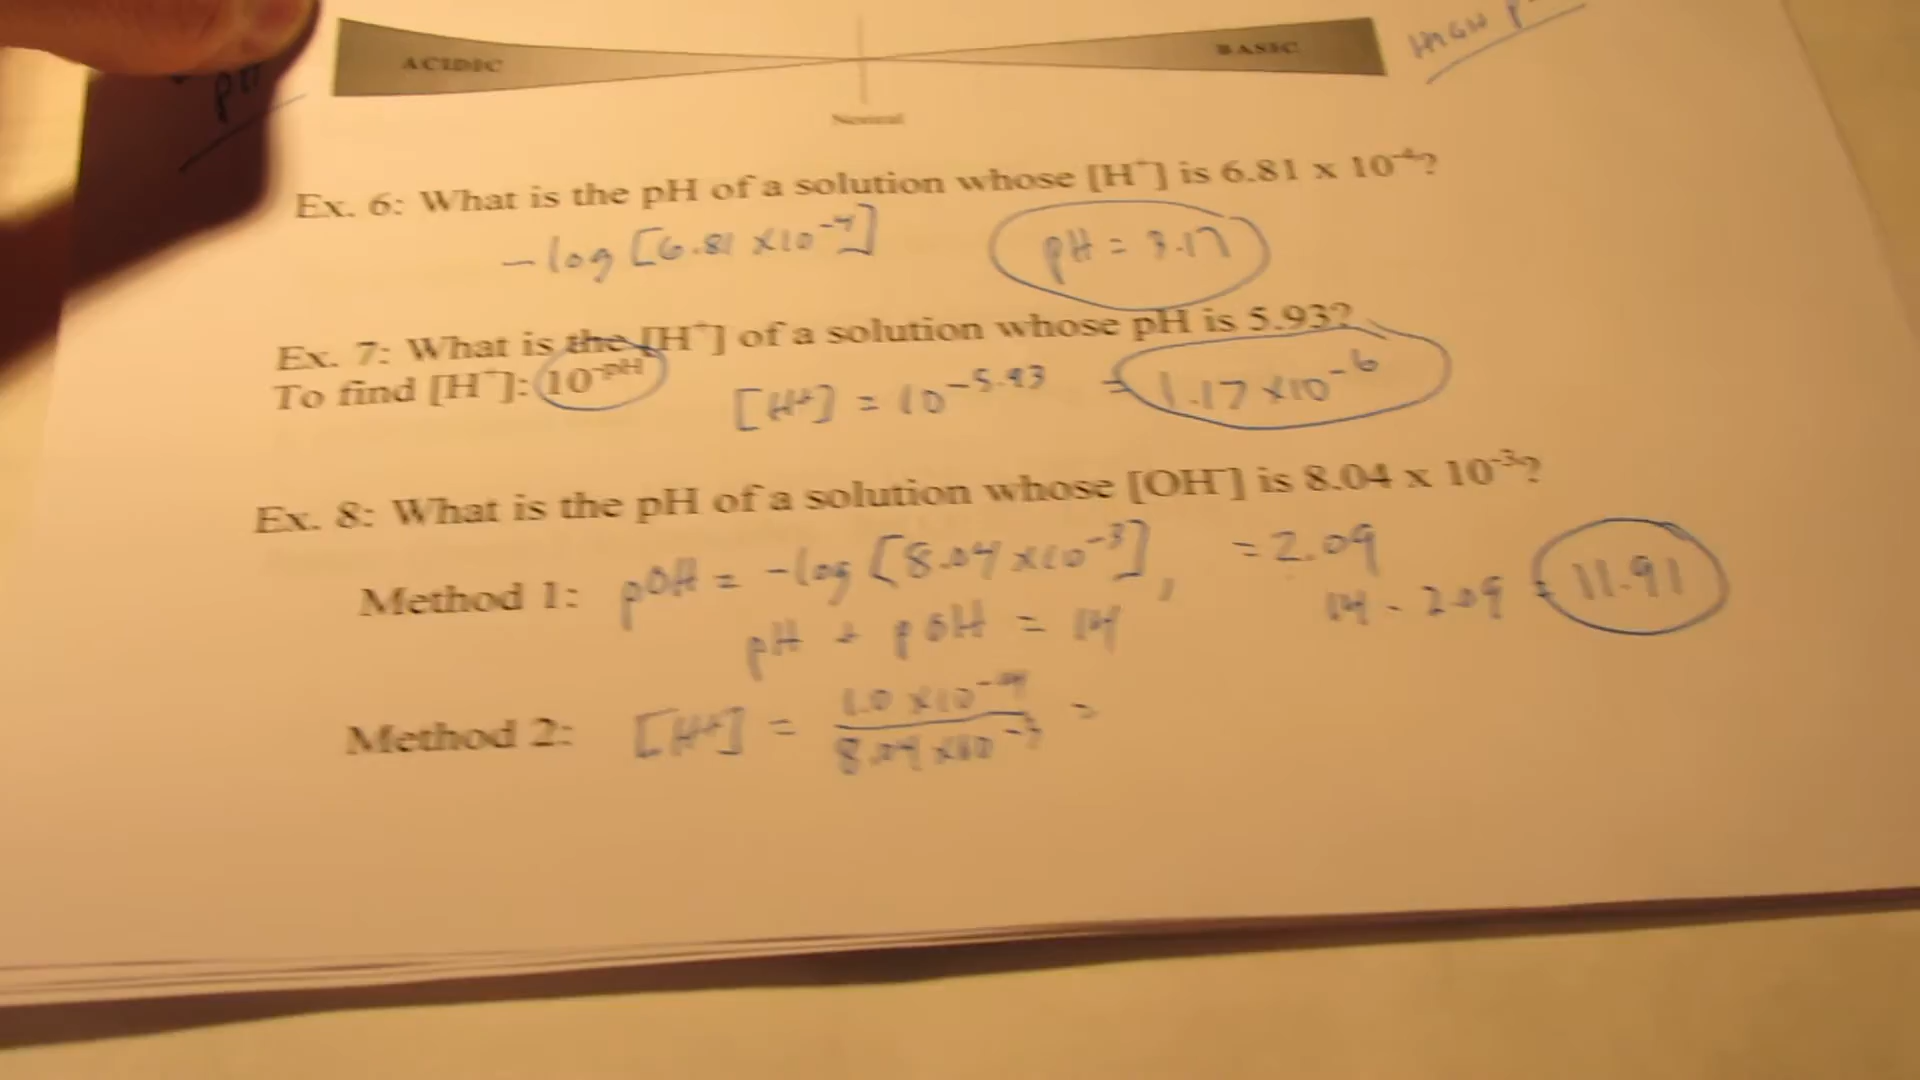 ACIDIC BASIC HIGH
pH
Neutral
Ex. 6: What is the pH of a solution whose [H⁺] is 6.81 x 10⁻⁴?
-log [6.81 x10⁻⁴] pH = 3.17
Ex. 7: What is the [H⁺] of a solution whose pH is 5.93?
To find [H⁺]: 10⁻ᵖᴴ [H+] = 10⁻⁵·⁹³ = 1.17 x10⁻⁶
Ex. 8: What is the pH of a solution whose [OH⁻] is 8.04 x 10⁻³?
Method 1: pOH = -log [8.04 x10⁻³], = 2.09
pH + pOH = 14 14 - 2.09 = 11.91
Method 2: [H+] = 1.0 x10⁻¹⁴ =
8.04 x10⁻³